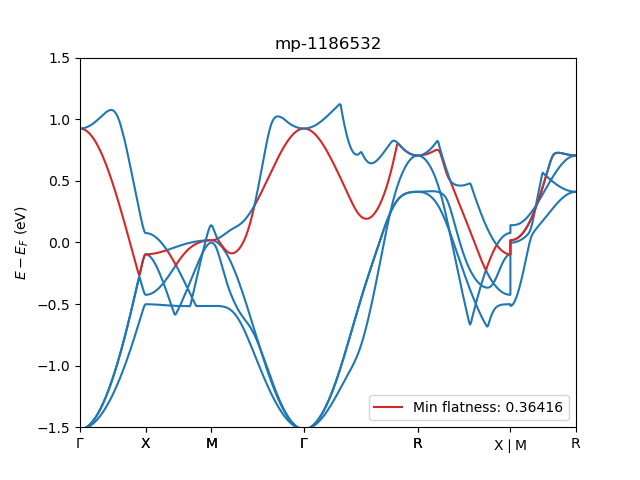 mp-1186532
1.5
1.0
0.5
0.0
−0.5
−1.0
−1.5
E − E_F (eV)
Min flatness: 0.36416
Γ X M Γ R X | M R